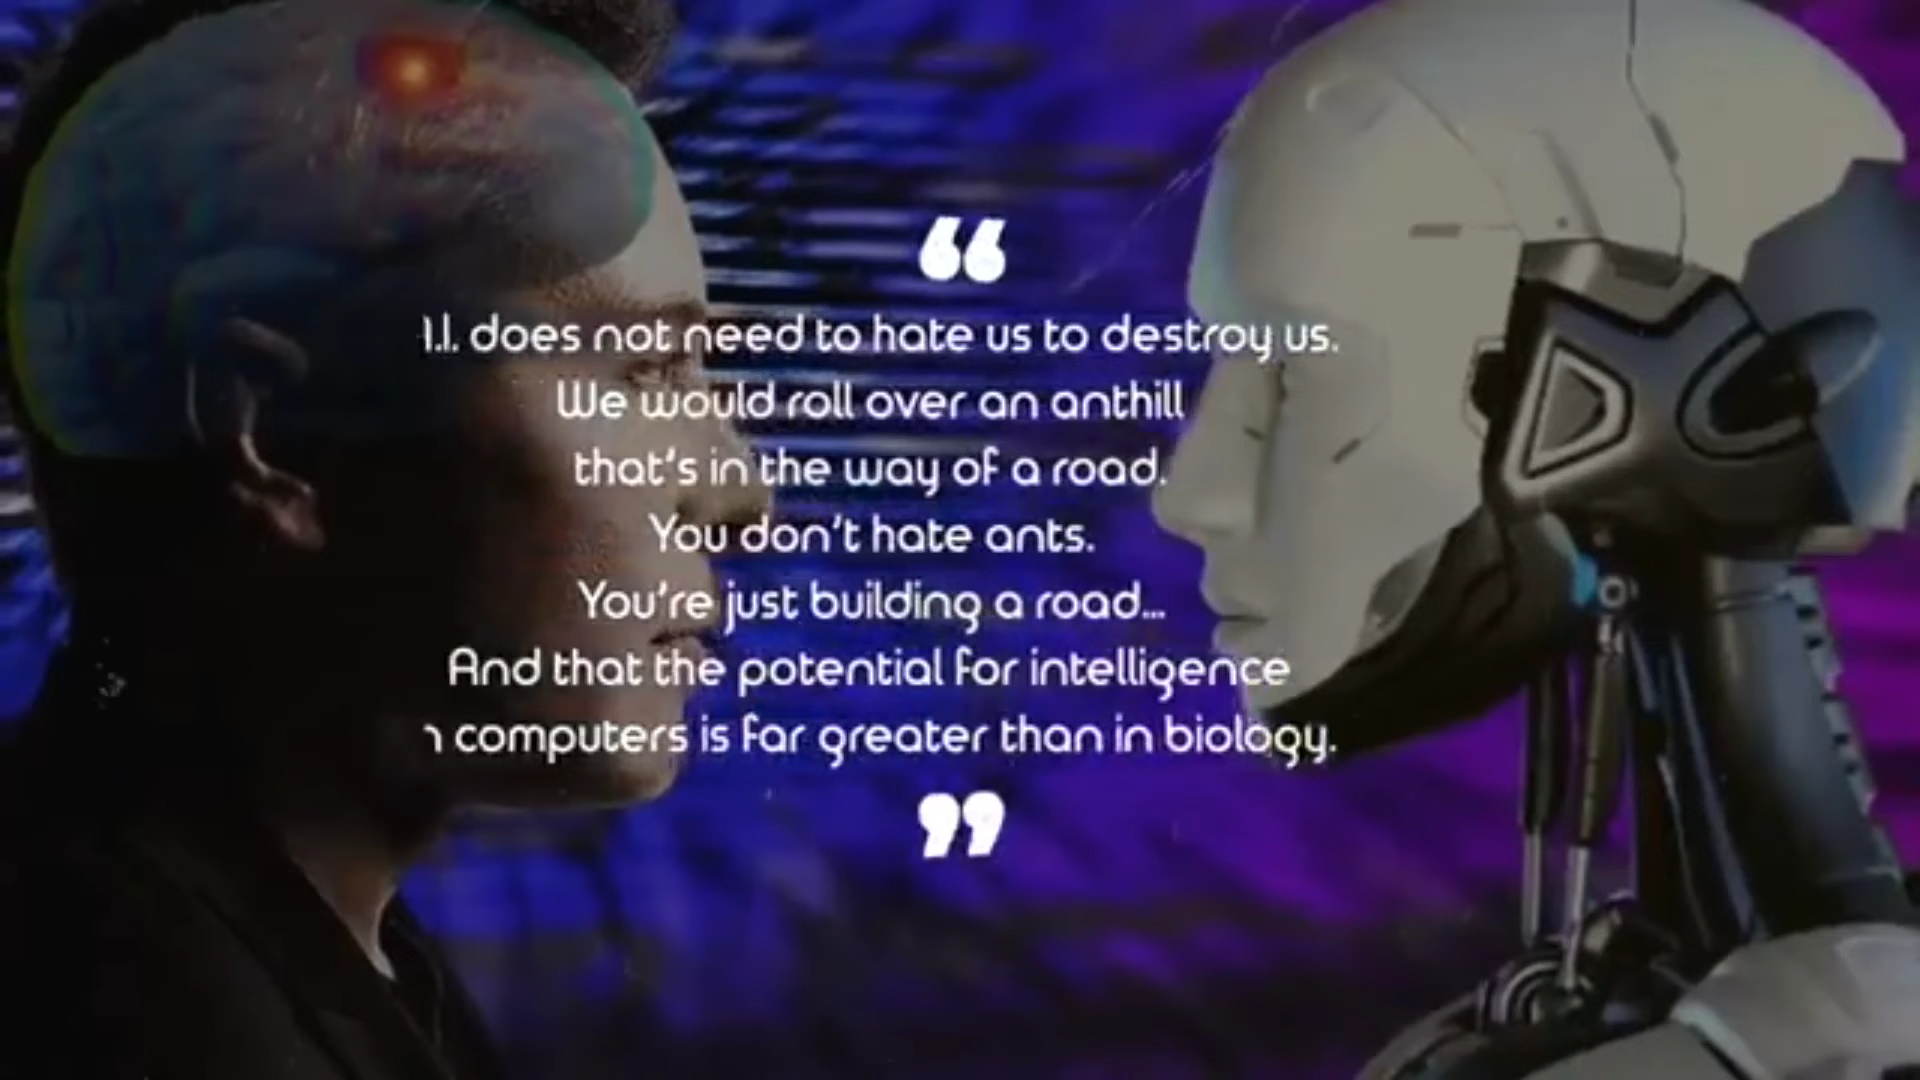 “
.I. does not need to hate us to destroy us.
We would roll over an anthill
that's in the way of a road.
You don't hate ants.
You're just building a road...
And that the potential for intelligence
computers is far greater than in biology.
”